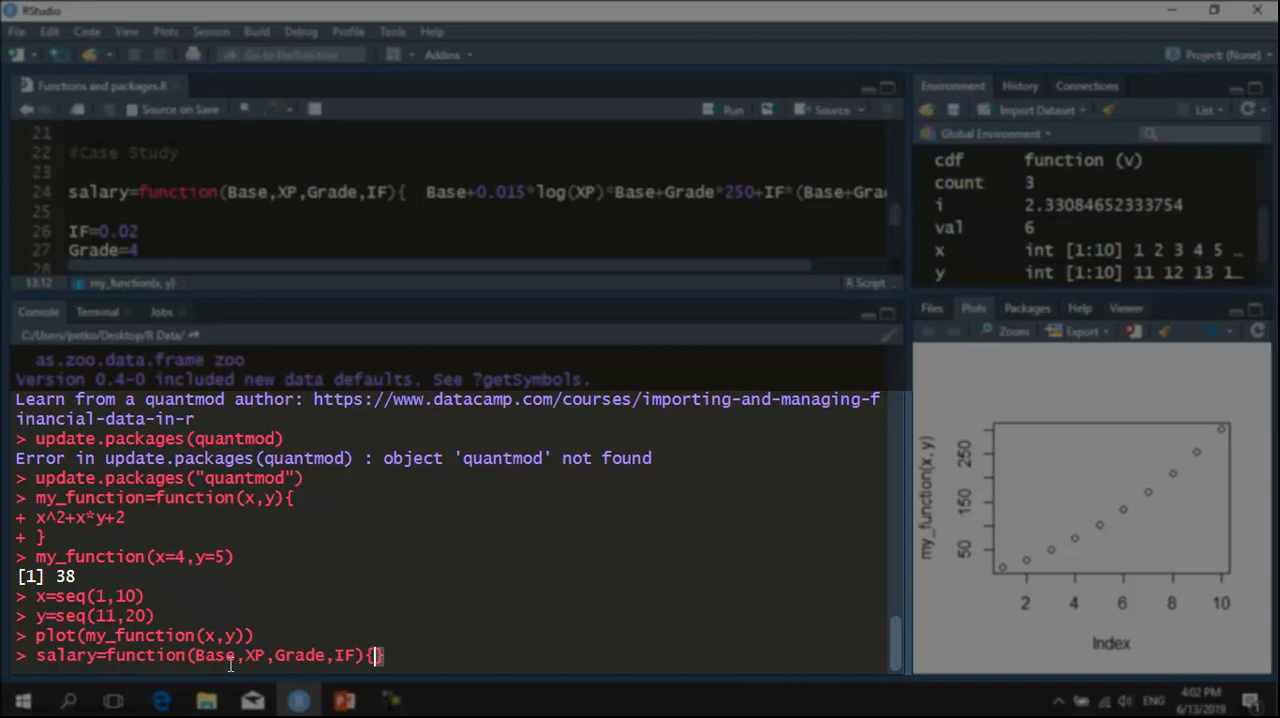 RStudio
File Edit Code View Plots Session Build Debug Profile Tools Help
Go to file/function
Addons
Project: (None)
Functions and packages.R
Source on Save
Run
Source
21
22 #Case Study
23
24 salary=function(Base,XP,Grade,IF){  Base+0.015*log(XP)*Base+Grade*250+IF*(Base+Gra
25
26 IF=0.02
27 Grade=4
28
13:12 my_function(x, y)
R Script
Console Terminal Jobs
C:/Users/petko/Desktop/R Data/
as.zoo.data.frame zoo
Version 0.4-0 included new data defaults. See ?getSymbols.
Learn from a quantmod author: https://www.datacamp.com/courses/importing-and-managing-f
inancial-data-in-r
> update.packages(quantmod)
Error in update.packages(quantmod) : object 'quantmod' not found
> update.packages("quantmod")
> my_function=function(x,y){
+ x^2+x*y+2
+ }
> my_function(x=4,y=5)
[1] 38
> x=seq(1,10)
> y=seq(11,20)
> plot(my_function(x,y))
> salary=function(Base,XP,Grade,IF){}
Environment History Connections
Import Dataset
List
Global Environment
cdf function (v)
count 3
i 2.33084652333754
val 6
x int [1:10] 1 2 3 4 5 ...
y int [1:10] 11 12 13 1...
Files Plots Packages Help Viewer
Zoom Export
my_function(x, y)
250
150
50
2 4 6 8 10
Index
ENG
4:02 PM
6/13/2019